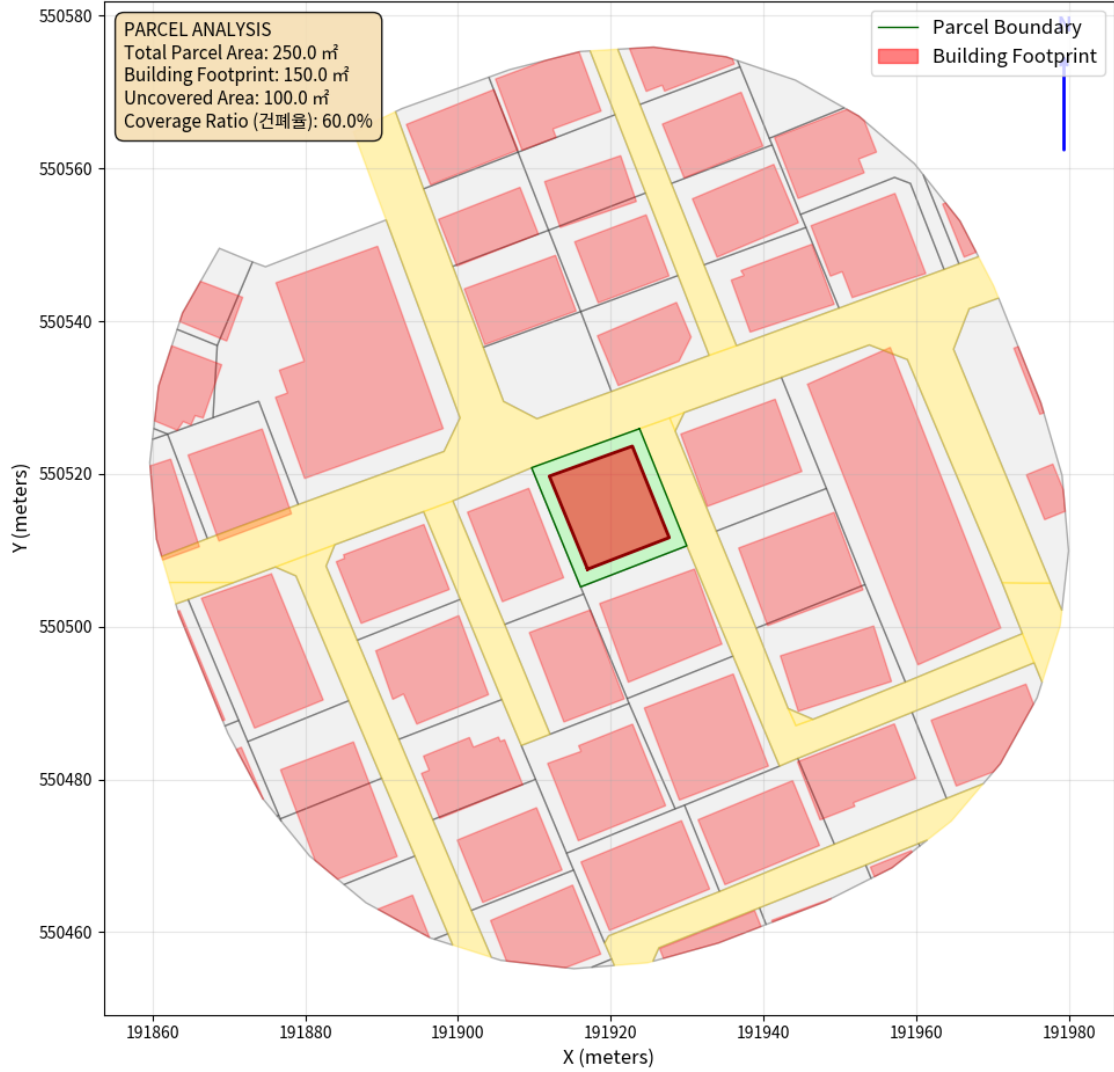 PARCEL ANALYSIS
Total Parcel Area: 250.0 ㎡
Building Footprint: 150.0 ㎡
Uncovered Area: 100.0 ㎡
Coverage Ratio (건폐율): 60.0%
Parcel Boundary
Building Footprint
N
550580
550560
550540
550520
550500
550480
550460
Y (meters)
191860
191880
191900
191920
191940
191960
191980
X (meters)